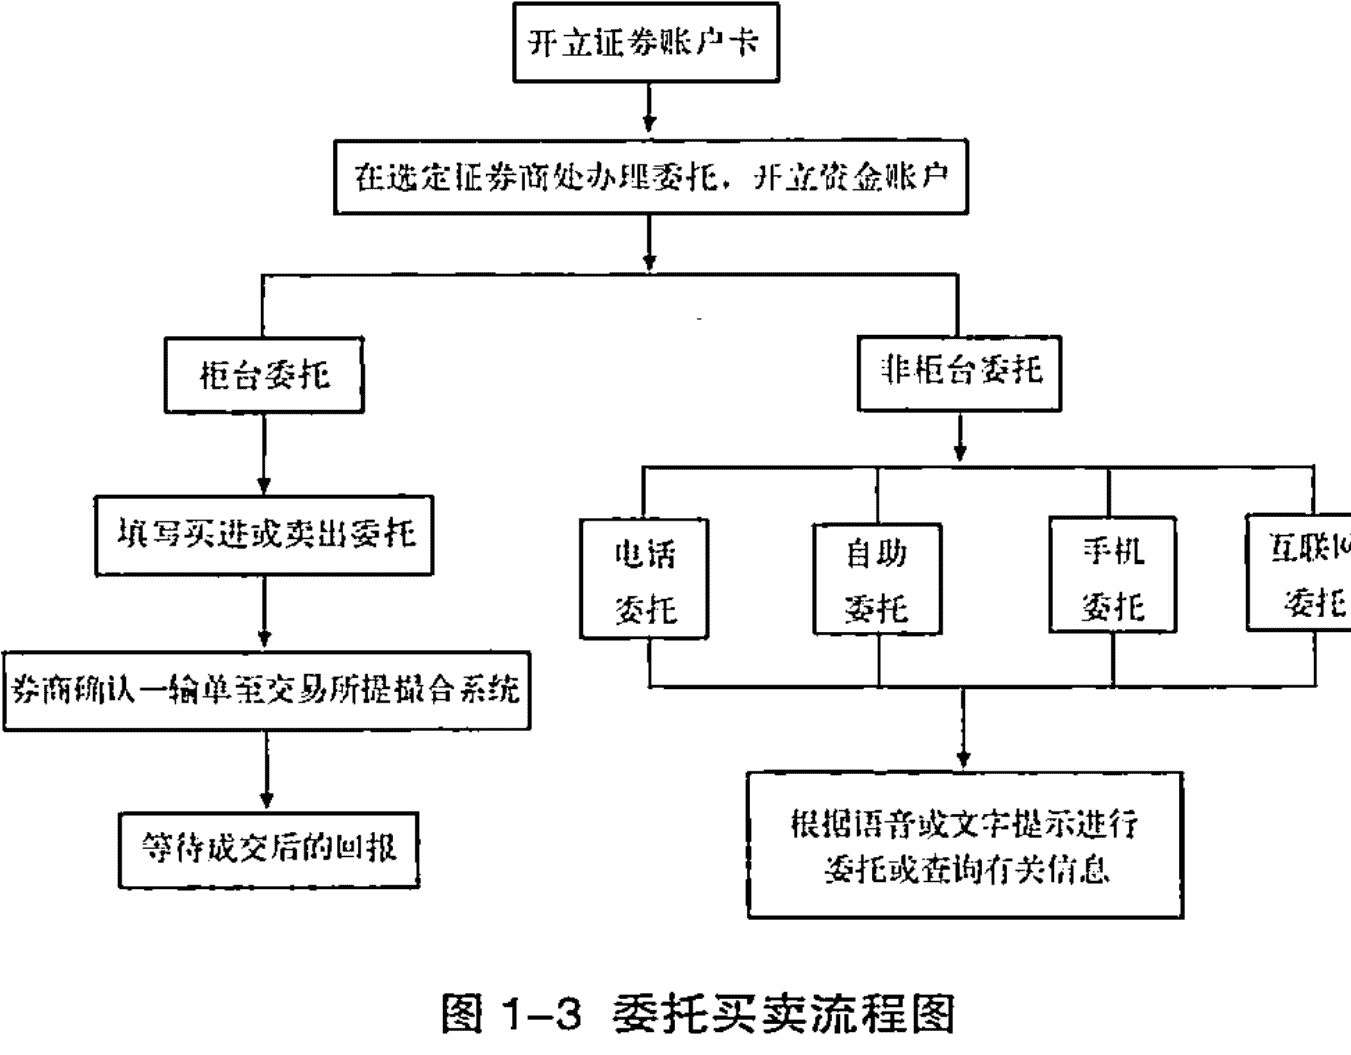 开立证券账户卡
在选定证券商处办理委托，开立资金账户
柜台委托
非柜台委托
填写买进或卖出委托
电话
委托
自助
委托
手机
委托
互联网
委托
券商确认一输单至交易所提撮合系统
等待成交后的回报
根据语音或文字提示进行
委托或查询有关信息
图 1-3 委托买卖流程图